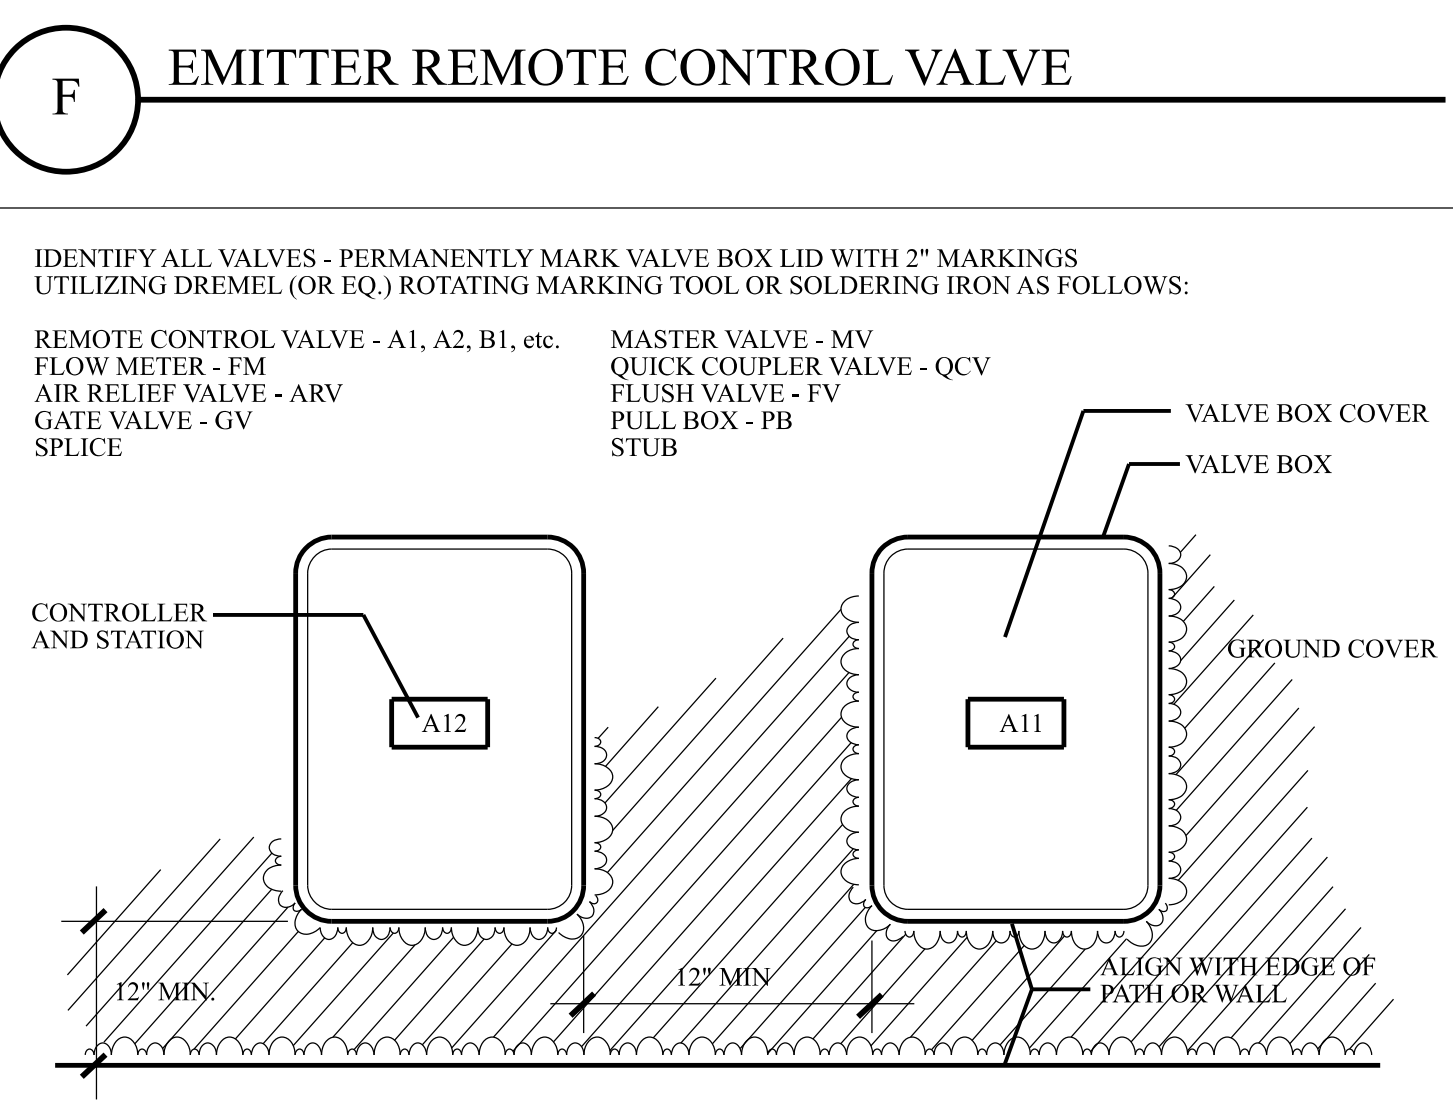 F
EMITTER REMOTE CONTROL VALVE
IDENTIFY ALL VALVES - PERMANENTLY MARK VALVE BOX LID WITH 2" MARKINGS
UTILIZING DREMEL (OR EQ.) ROTATING MARKING TOOL OR SOLDERING IRON AS FOLLOWS:
REMOTE CONTROL VALVE - A1, A2, B1, etc.
FLOW METER - FM
AIR RELIEF VALVE - ARV
GATE VALVE - GV
SPLICE
MASTER VALVE - MV
QUICK COUPLER VALVE - QCV
FLUSH VALVE - FV
PULL BOX - PB
STUB
VALVE BOX COVER
VALVE BOX
CONTROLLER
AND STATION
GROUND COVER
A12
A11
12" MIN.
12" MIN
ALIGN WITH EDGE OF
PATH OR WALL